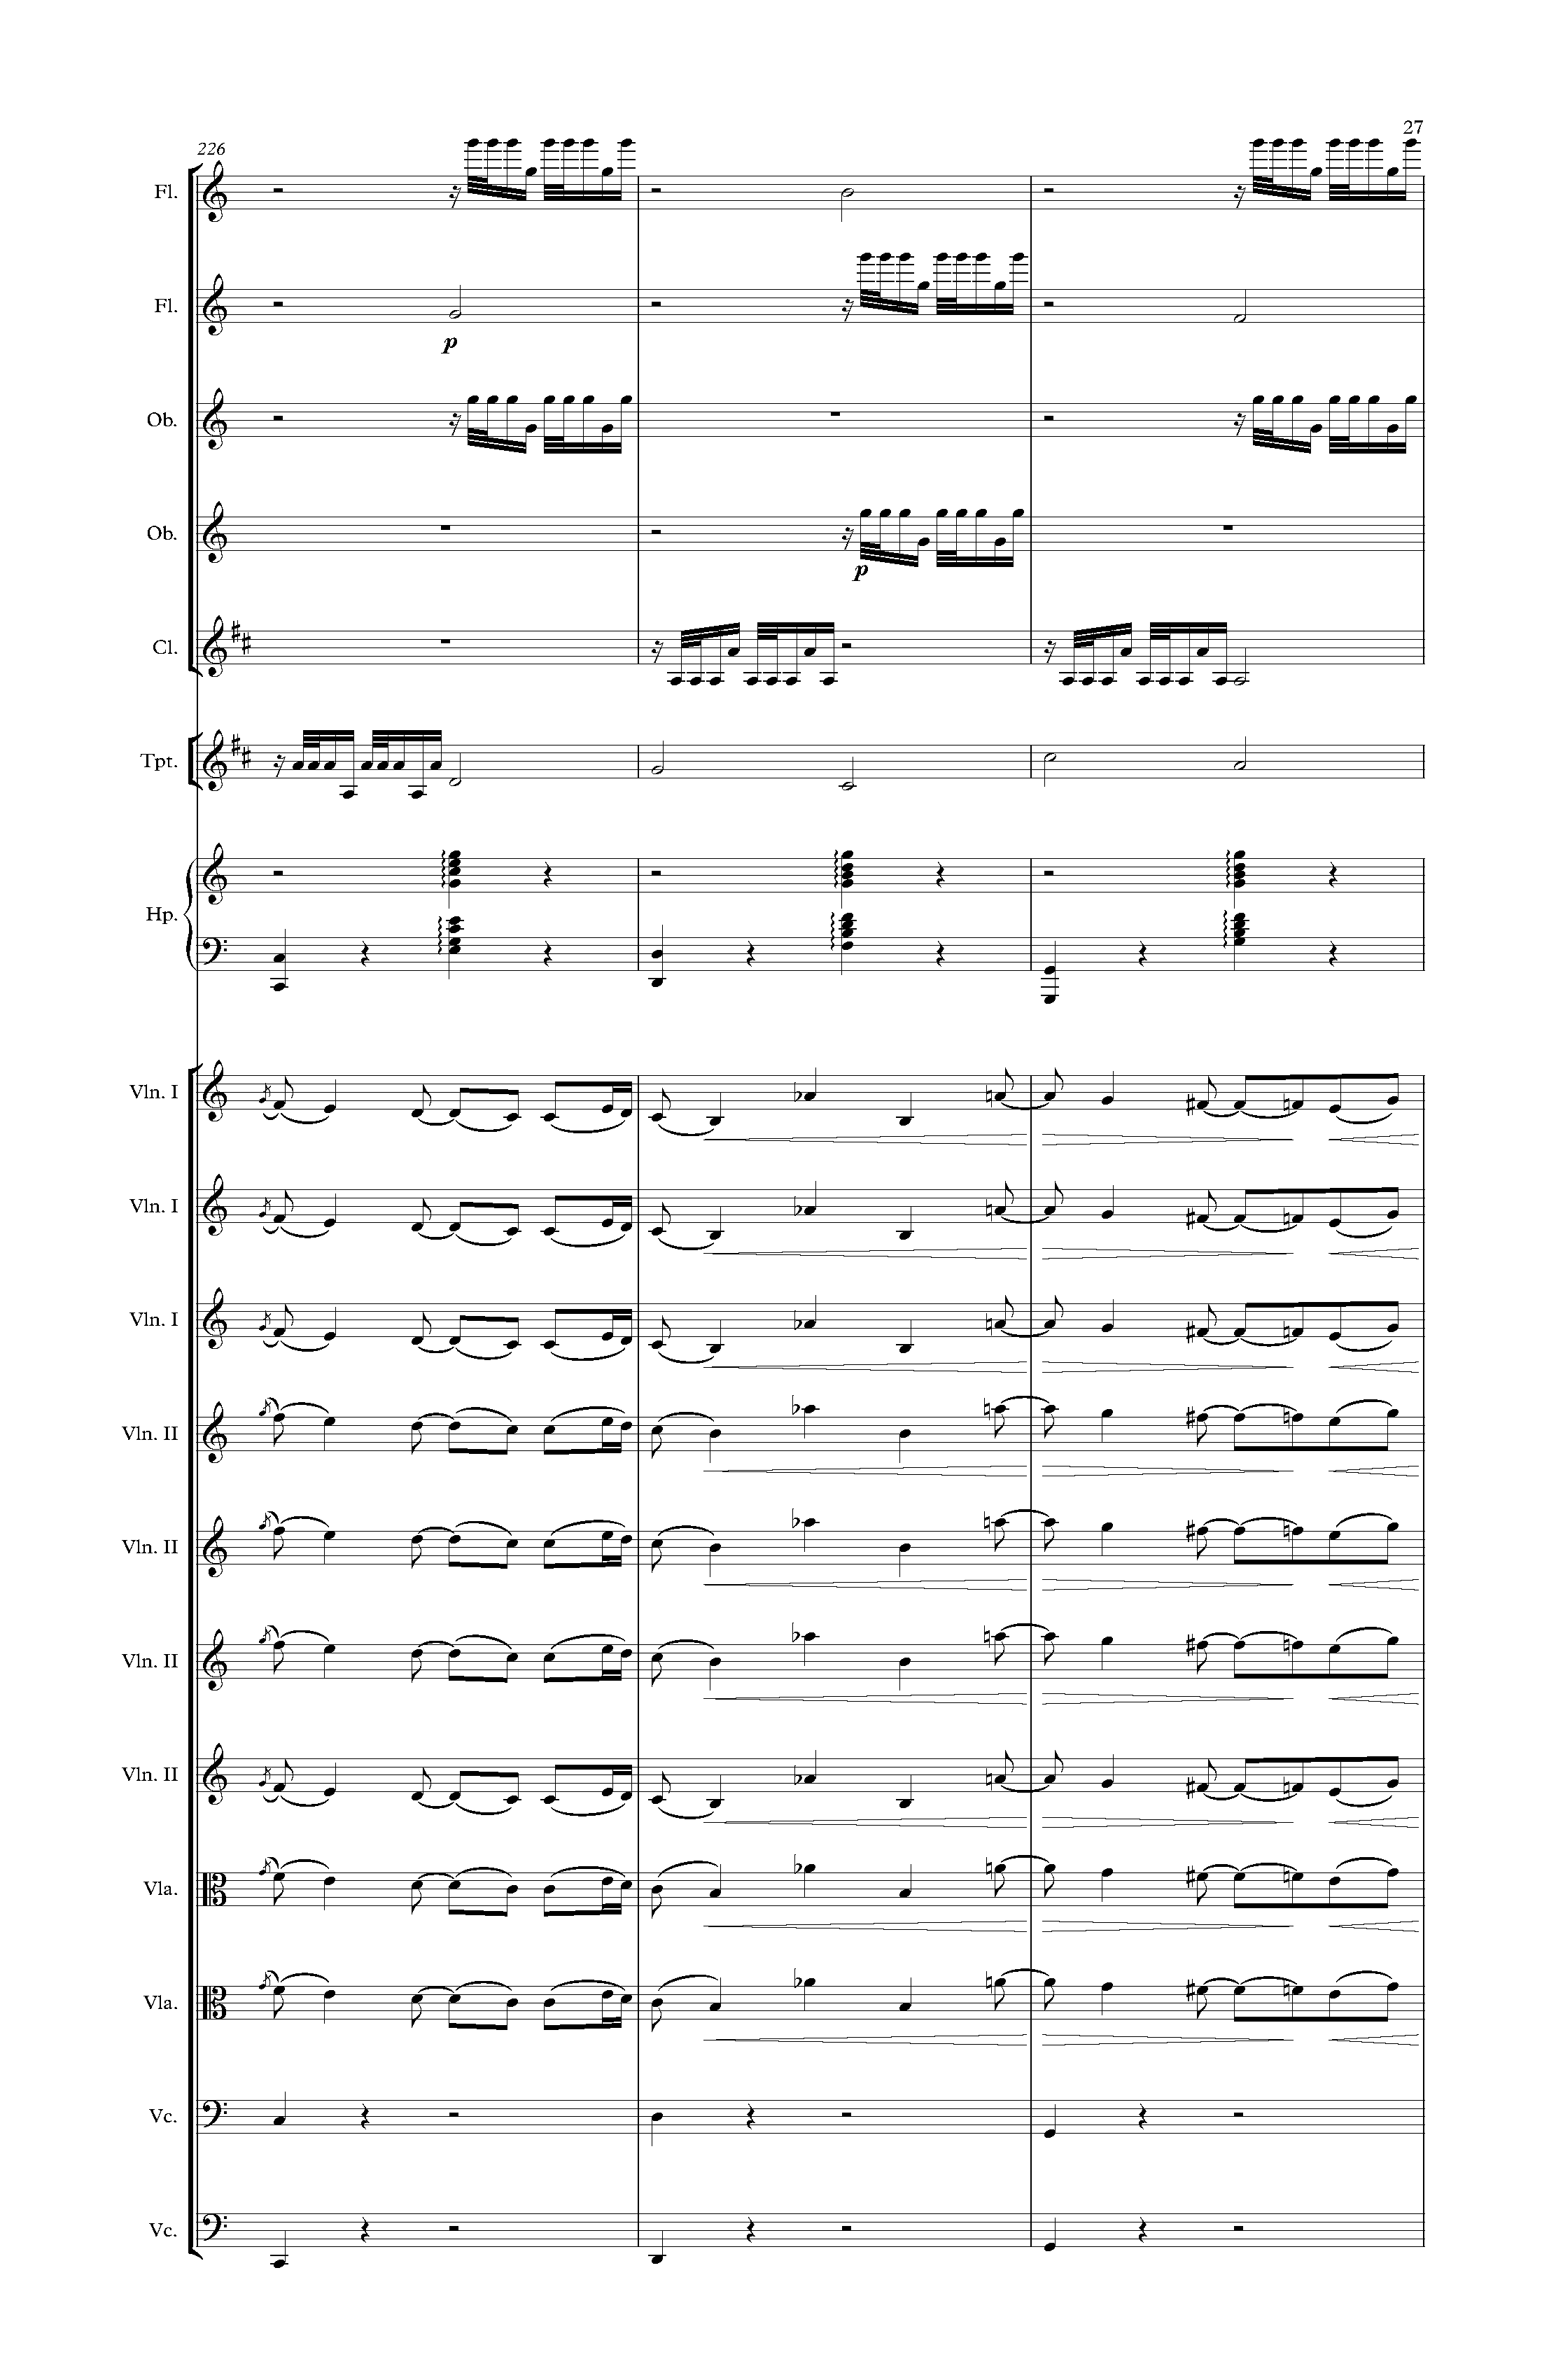 27
226
Fl.
Fl.
p
Ob.
Ob.
p
Cl.
Tpt.
Hp.
Vln. I
Vln. I
Vln. I
Vln. II
Vln. II
Vln. II
Vln. II
Vla.
Vla.
Vc.
Vc.